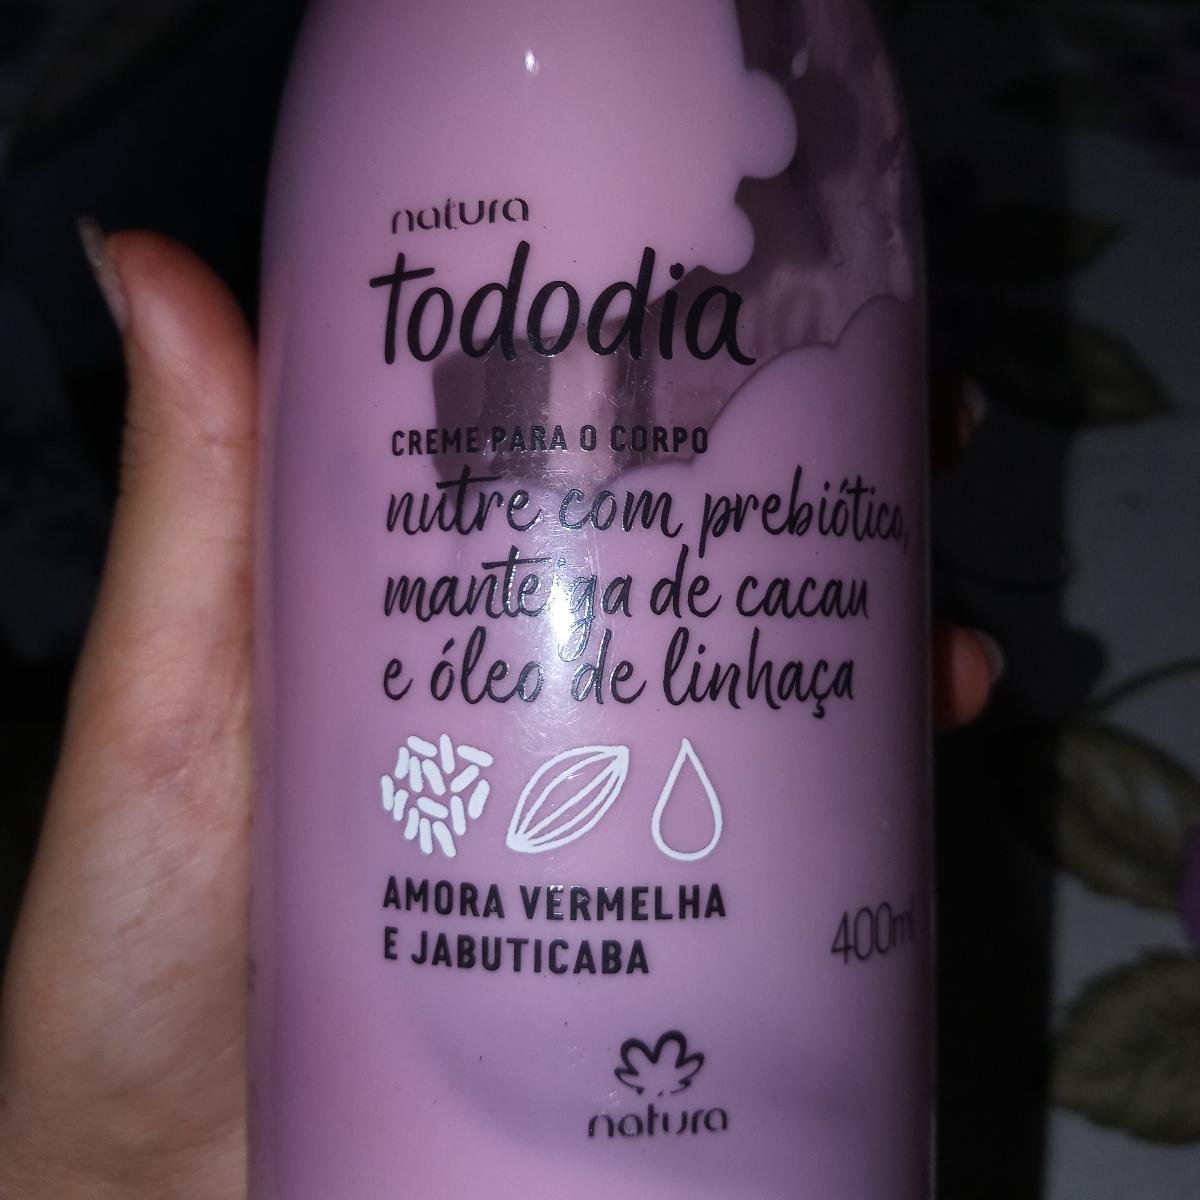 natura
tododia
CREME PARA O CORPO
nutre com prebiótico,
manteiga de cacau
e óleo de linhaça
AMORA VERMELHA
E JABUTICABA
400ml
natura